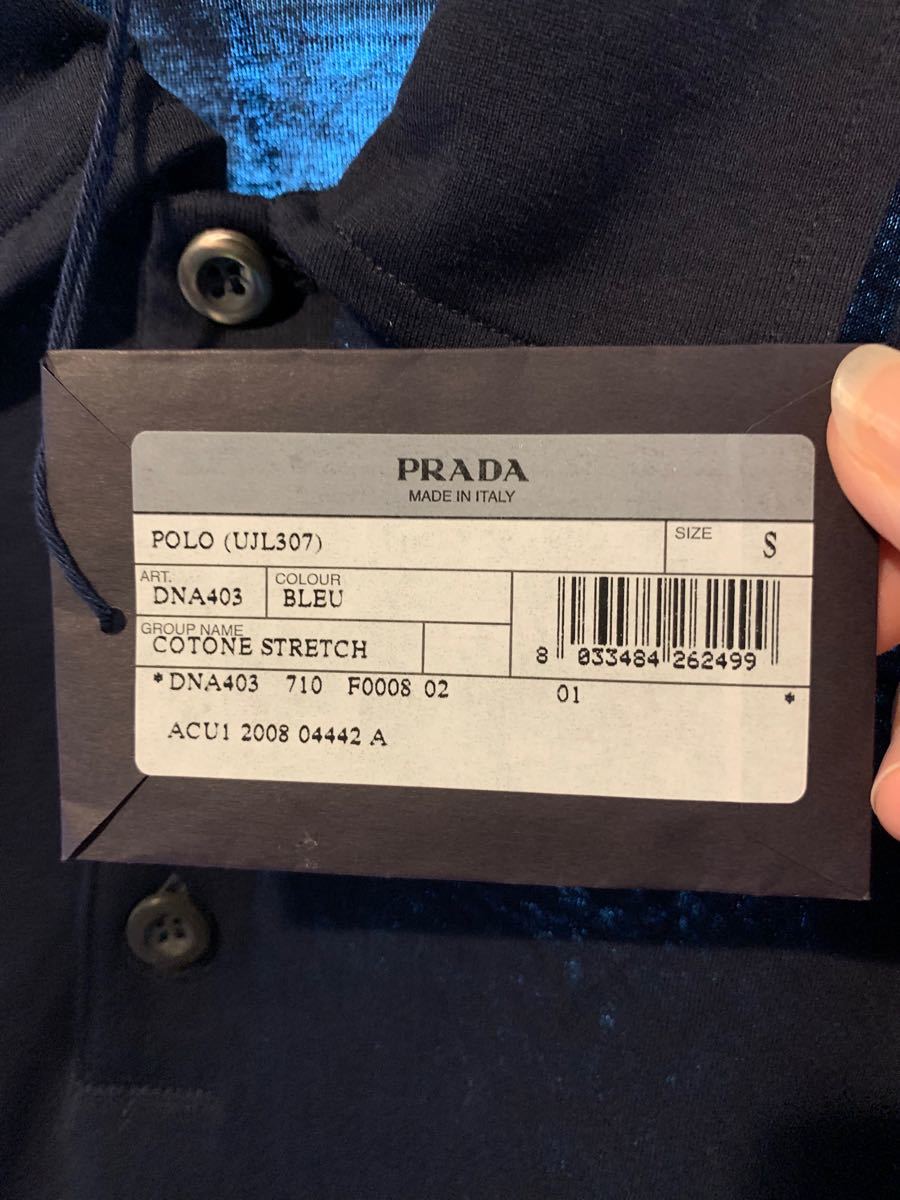 PRADA
MADE IN ITALY
POLO (UJL307)
SIZE S
ART.
DNA403
COLOUR
BLEU
GROUP NAME
COTONE STRETCH
8 033484 262499
*DNA403 710 F0008 02 01 *
ACU1 2008 04442 A